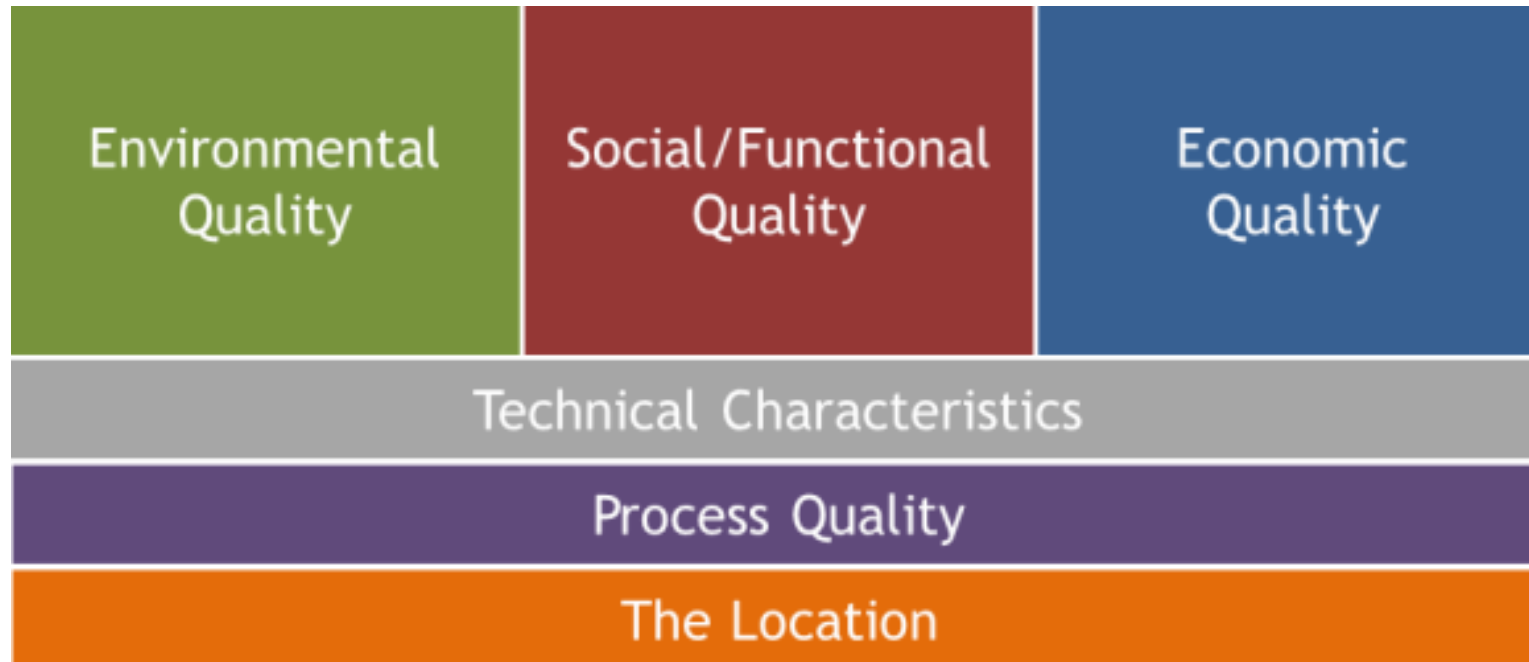 Environmental
Quality
Social/Functional
Quality
Economic
Quality
Technical Characteristics
Process Quality
The Location